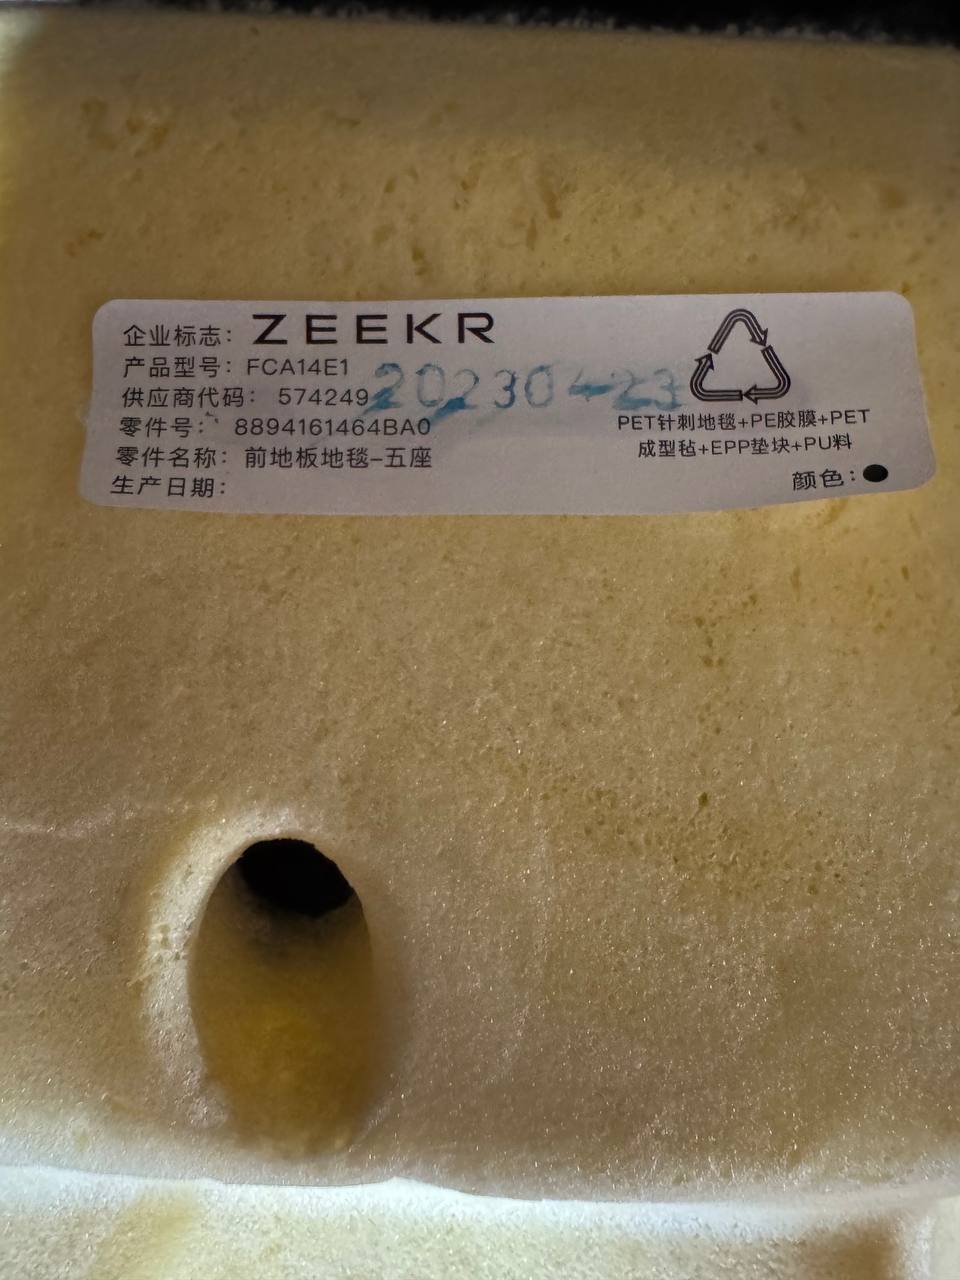 企业标志：ZEEKR
产品型号：FCA14E1
供应商代码：574249
20230423
零件号：8894161464BA0
零件名称：前地板地毯-五座
生产日期：
PET针刺地毯+PE胶膜+PET
成型毡+EPP垫块+PU料
颜色：